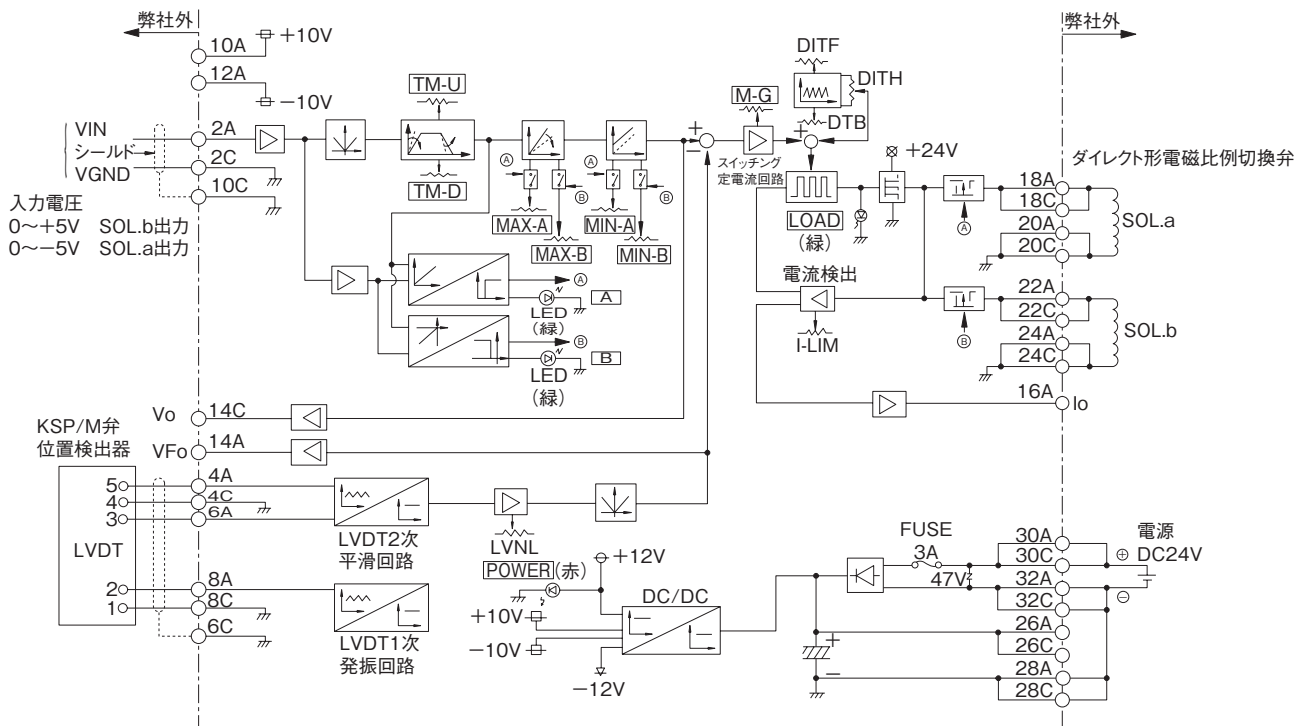 弊社外
弊社外
10A
+10V
12A
−10V
VIN
シールド
VGND
2A
2C
10C
入力電圧
0〜+5V SOL.b出力
0〜−5V SOL.a出力
TM-U
TM-D
Ⓐ
Ⓑ
MAX-A
MAX-B
Ⓐ
Ⓑ
MIN-A
MIN-B
+
−
M-G
DITF
DITH
DTB
+
スイッチング
定電流回路
+24V
LOAD
(緑)
電流検出
I-LIM
Ⓐ
Ⓑ
ダイレクト形電磁比例切換弁
18A
18C
20A
20C
SOL.a
22A
22C
24A
24C
SOL.b
16A
Io
Ⓐ
LED
(緑)
A
Ⓑ
LED
(緑)
B
Vo
14C
VFo
14A
KSP/M弁
位置検出器
5
4
3
LVDT
2
1
4A
4C
6A
8A
8C
6C
LVDT2次
平滑回路
LVNL
LVDT1次
発振回路
POWER
(赤)
+12V
+10V
−10V
−12V
DC/DC
FUSE
3A
47V
+
−
30A
30C
32A
32C
26A
26C
28A
28C
電源
⊕ DC24V
⊖